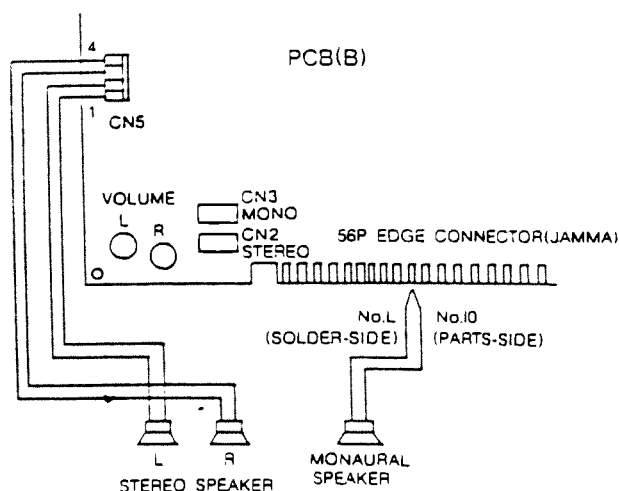 4
PCB(B)
1
CN5
VOLUME
L
R
CN3
MONO
CN2
STEREO
56P EDGE CONNECTOR(JAMMA)
No.L
(SOLDER-SIDE)
No.10
(PARTS-SIDE)
L
R
STEREO SPEAKER
MONAURAL
SPEAKER